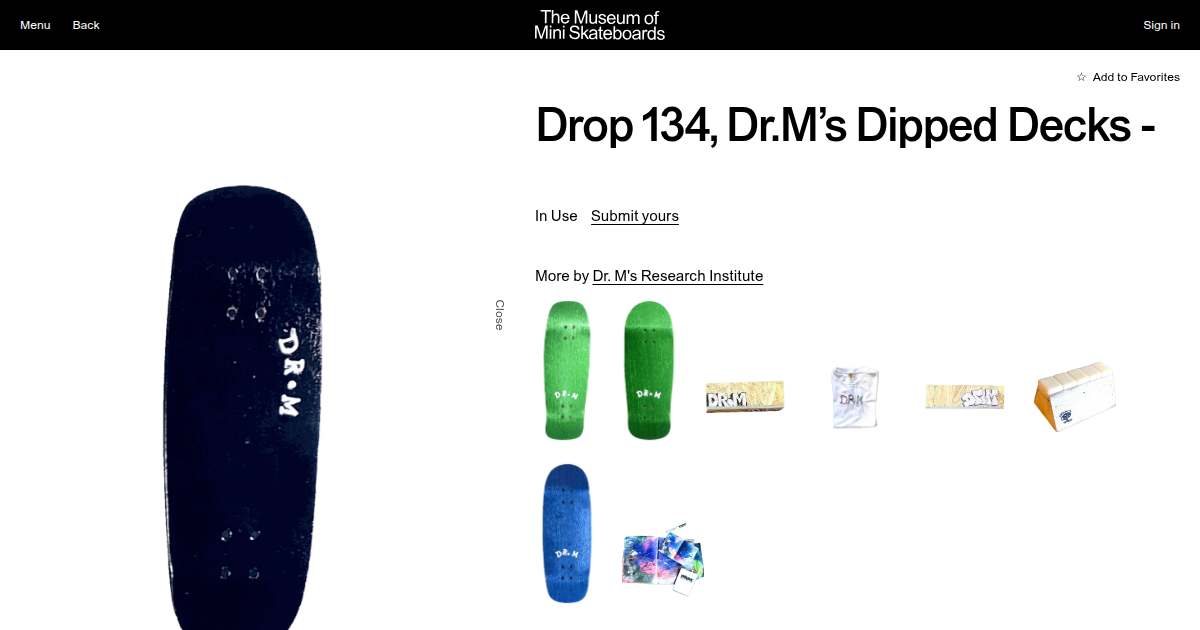 Menu
Back
The Museum of
Mini Skateboards
Sign in
☆ Add to Favorites
Drop 134, Dr.M’s Dipped Decks -
In Use Submit yours
More by Dr. M's Research Institute
Close
DR•M
DR•M
DR•M
DR•M
DR.M
DR•M